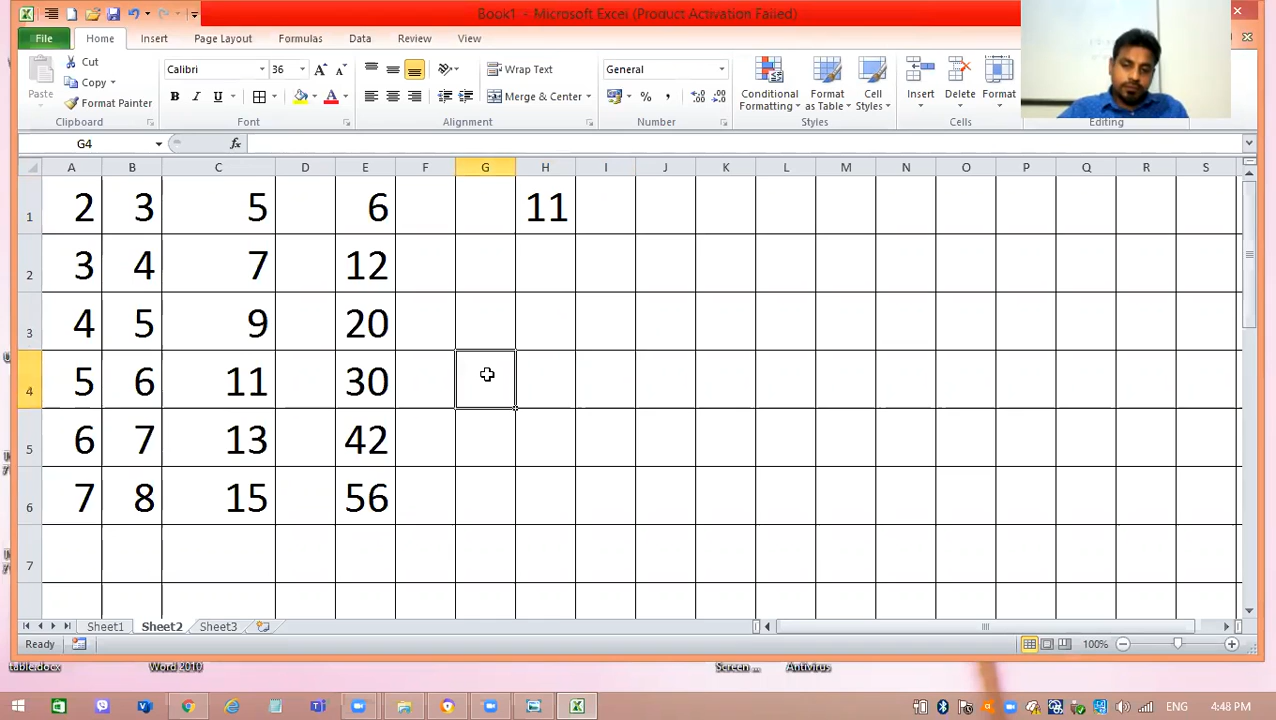 Book1 - Microsoft Excel (Product Activation Failed)
File Home Insert Page Layout Formulas Data Review View
Paste Cut Copy Format Painter
Calibri 36 B I U
Wrap Text
Merge & Center
General
% ,
Conditional Formatting Format as Table Cell Styles Insert Delete Format
Clipboard Font Alignment Number Styles Cells Editing
G4 fx
A B C D E F G H I J K L M N O P Q R S
1 2 3 5 6 11
2 3 4 7 12
3 4 5 9 20
4 5 6 11 30
5 6 7 13 42
6 7 8 15 56
7
Sheet1 Sheet2 Sheet3
Ready 100%
table.docx Word 2010 Screen ... Antivirus
ENG 4:48 PM